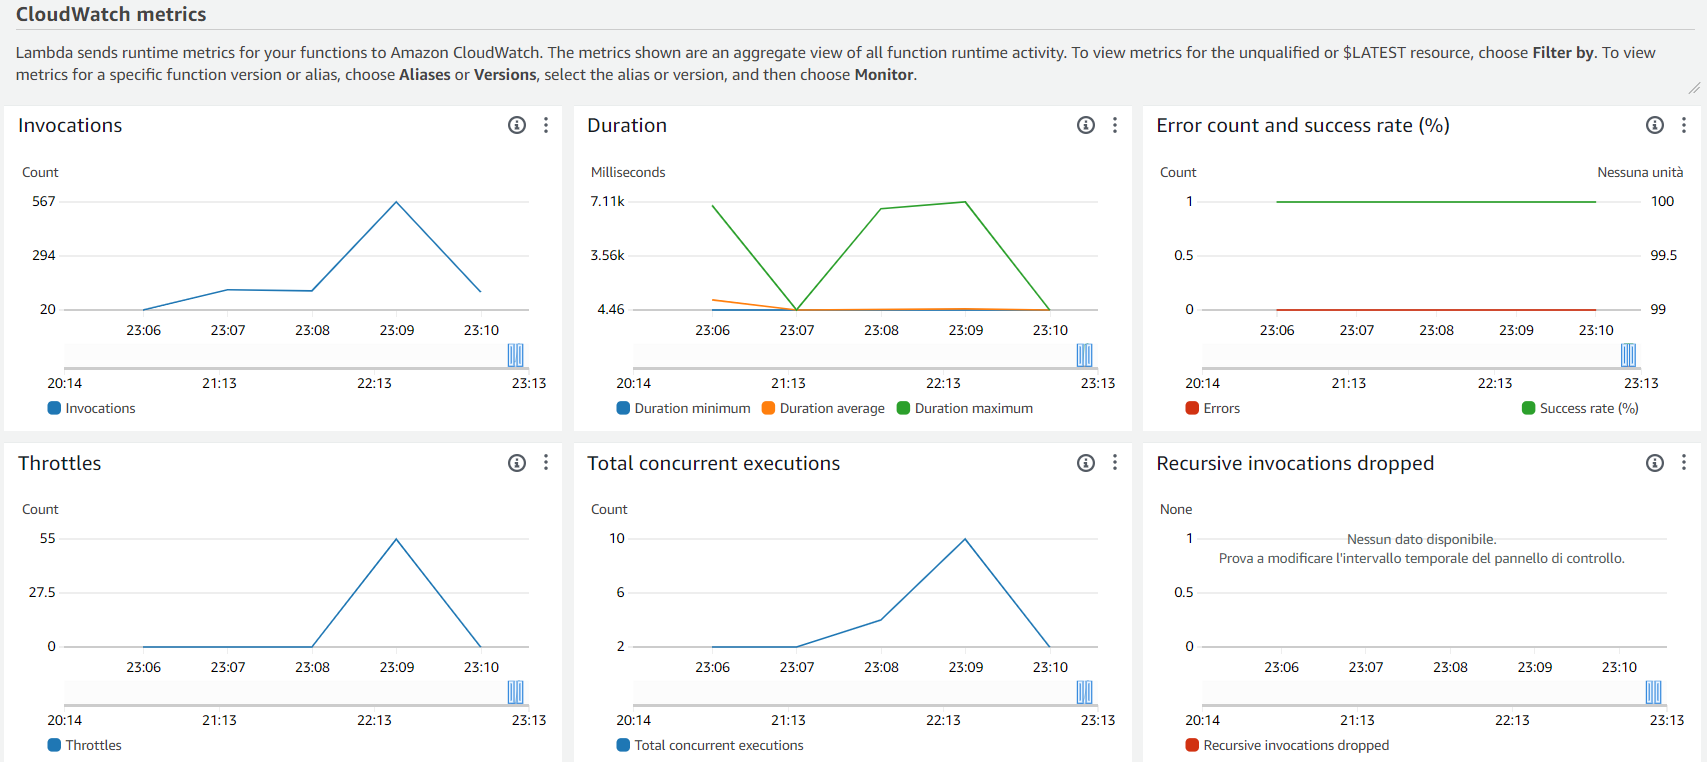 CloudWatch metrics
Lambda sends runtime metrics for your functions to Amazon CloudWatch. The metrics shown are an aggregate view of all function runtime activity. To view metrics for the unqualified or $LATEST resource, choose Filter by. To view
metrics for a specific function version or alias, choose Aliases or Versions, select the alias or version, and then choose Monitor.
Invocations
Count
567
294
20
23:06 23:07 23:08 23:09 23:10
20:14 21:13 22:13 23:13
Invocations
Duration
Milliseconds
7.11k
3.56k
4.46
23:06 23:07 23:08 23:09 23:10
20:14 21:13 22:13 23:13
Duration minimum Duration average Duration maximum
Error count and success rate (%)
Count Nessuna unità
1 100
0.5 99.5
0 99
23:06 23:07 23:08 23:09 23:10
20:14 21:13 22:13 23:13
Errors Success rate (%)
Throttles
Count
55
27.5
0
23:06 23:07 23:08 23:09 23:10
20:14 21:13 22:13 23:13
Throttles
Total concurrent executions
Count
10
6
2
23:06 23:07 23:08 23:09 23:10
20:14 21:13 22:13 23:13
Total concurrent executions
Recursive invocations dropped
None
1
Nessun dato disponibile.
Prova a modificare l'intervallo temporale del pannello di controllo.
0.5
0
23:06 23:07 23:08 23:09 23:10
20:14 21:13 22:13 23:13
Recursive invocations dropped